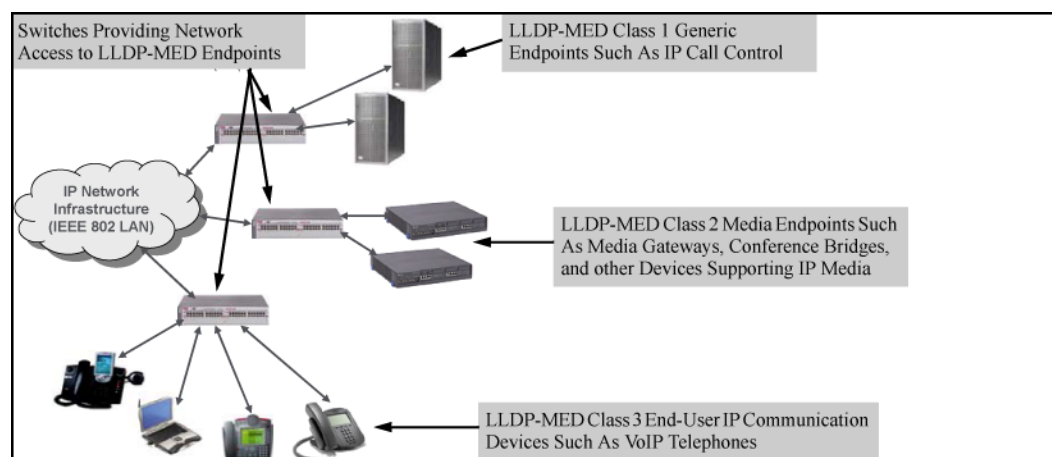 Switches Providing Network
Access to LLDP-MED Endpoints
LLDP-MED Class 1 Generic
Endpoints Such As IP Call Control
IP Network
Infrastructure
(IEEE 802 LAN)
LLDP-MED Class 2 Media Endpoints Such
As Media Gateways, Conference Bridges,
and other Devices Supporting IP Media
LLDP-MED Class 3 End-User IP Communication
Devices Such As VoIP Telephones